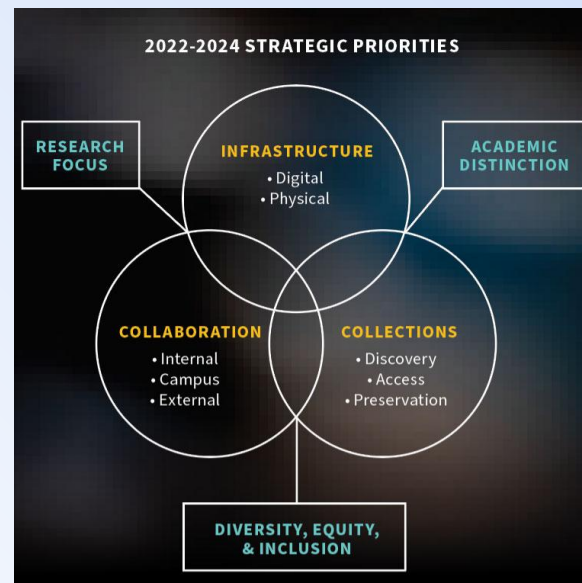 2022-2024 STRATEGIC PRIORITIES
RESEARCH
FOCUS
INFRASTRUCTURE
• Digital
• Physical
ACADEMIC
DISTINCTION
COLLABORATION
• Internal
• Campus
• External
COLLECTIONS
• Discovery
• Access
• Preservation
DIVERSITY, EQUITY,
& INCLUSION